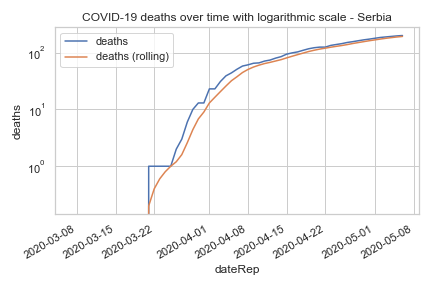 COVID-19 deaths over time with logarithmic scale - Serbia
deaths
deaths (rolling)
10²
10¹
10⁰
deaths
2020-03-08
2020-03-15
2020-03-22
2020-04-01
2020-04-08
2020-04-15
2020-04-22
2020-05-01
2020-05-08
dateRep